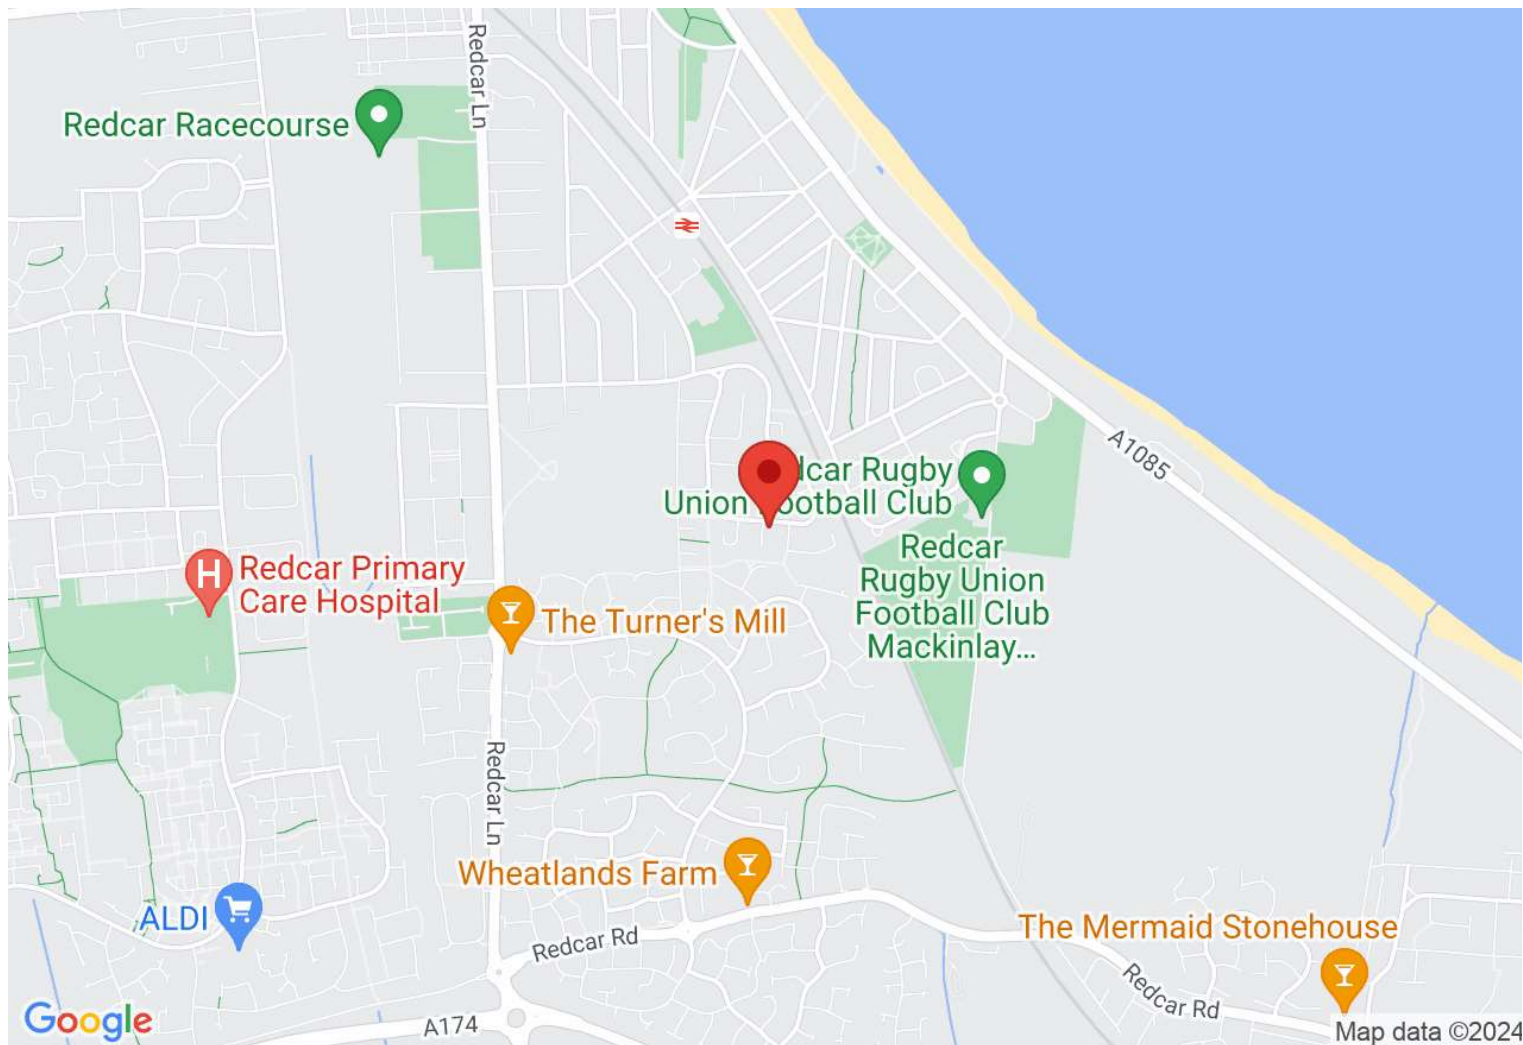 Redcar Ln
Redcar Racecourse
A1085
dcar Rugby
Union Football Club
Redcar
Rugby Union
Football Club
Mackinlay...
H
Redcar Primary
Care Hospital
The Turner's Mill
Redcar Ln
Wheatlands Farm
ALDI
Redcar Rd
The Mermaid Stonehouse
Redcar Rd
Google
A174
Map data ©2024